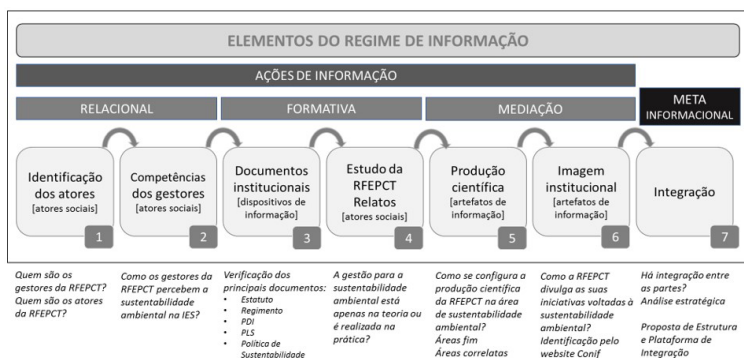 ELEMENTOS DO REGIME DE INFORMAÇÃO
AÇÕES DE INFORMAÇÃO
RELACIONAL
FORMATIVA
MEDIAÇÃO
META
INFORMACIONAL
Identificação
dos atores
[atores sociais]
1
Competências
dos gestores
[atores sociais]
2
Documentos
institucionais
[dispositivos de
informação]
3
Estudo da
RFEPCT
Relatos
[atores sociais]
4
Produção
científica
[artefatos de
informação]
5
Imagem
institucional
[artefatos de
informação]
6
Integração
7
Quem são os
gestores da RFEPCT?
Quem são os atores
da RFEPCT?
Como os gestores da
RFEPCT percebem a
sustentabilidade
ambiental na IES?
Verificação dos
principais documentos:
• Estatuto
• Regimento
• PDI
• PLS
• Política de
Sustentabilidade
A gestão para a
sustentabilidade
ambiental está
apenas na teoria ou
é realizada na
prática?
Como se configura a
produção científica
da RFEPCT na área
de sustentabilidade
ambiental?
Áreas fim
Áreas correlatas
Como a RFEPCT
divulga as suas
iniciativas voltadas à
sustentabilidade
ambiental?
Identificação pelo
website Conif
Há integração entre
as partes?
Análise estratégica
Proposta de Estrutura
e Plataforma de
Integração